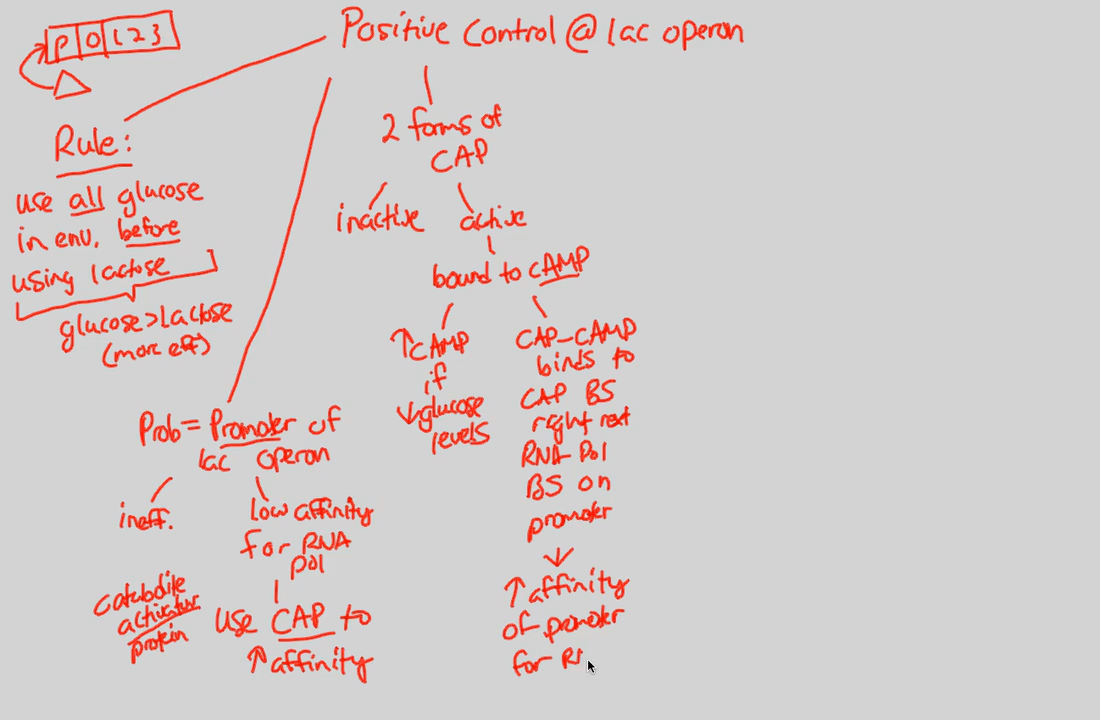 P O 1 2 3
Positive Control @ lac operon
Rule:
use all glucose
in env. before
using lactose
glucose > lactose
(more eff)
Prob = Promoter of
lac operon
ineff.
Low affinity
for RNA
pol
use CAP to
↑ affinity
catabolite
activator
protein
2 forms of
CAP
inactive
active
bound to cAMP
↑ cAMP
if
↓ glucose
levels
CAP-cAMP
binds to
CAP BS
right next
RNA Pol
BS on
promoter
↓
↑ affinity
of promoter
for RN